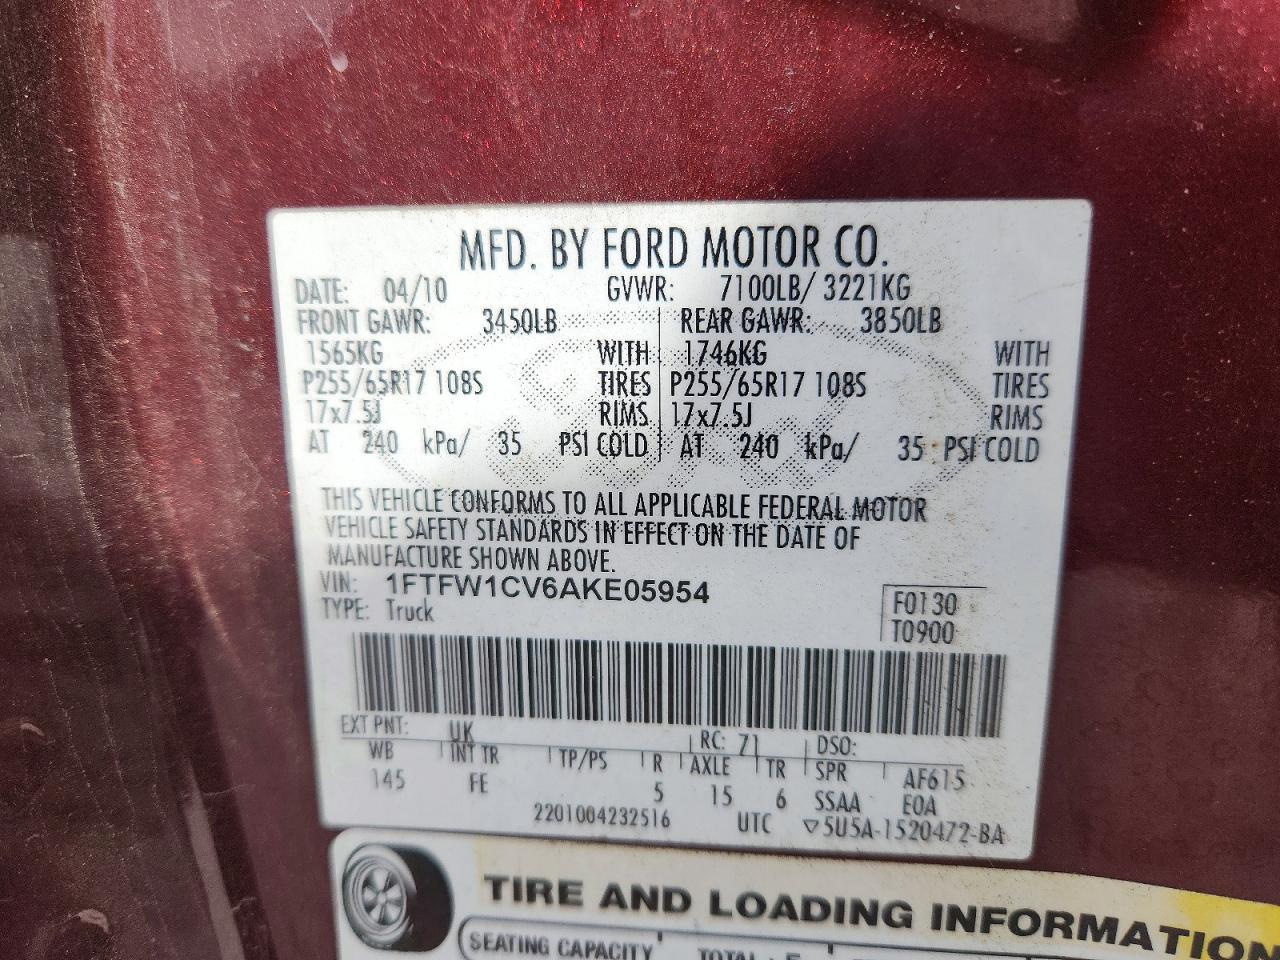 MFD. BY FORD MOTOR CO.
DATE: 04/10 GVWR: 7100LB/ 3221KG
FRONT GAWR: 3450LB REAR GAWR: 3850LB
1565KG WITH 1746KG WITH
P255/65R17 108S TIRES P255/65R17 108S TIRES
17x7.5J RIMS 17x7.5J RIMS
AT 240 kPa/ 35 PSI COLD AT 240 kPa/ 35 PSI COLD
THIS VEHICLE CONFORMS TO ALL APPLICABLE FEDERAL MOTOR
VEHICLE SAFETY STANDARDS IN EFFECT ON THE DATE OF
MANUFACTURE SHOWN ABOVE.
VIN: 1FTFW1CV6AKE05954
TYPE: Truck
F0130
T0900
EXT PNT: UK RC: 71 DSO:
WB INT TR TP/PS R AXLE TR SPR AF615
145 FE 5 15 6 SSAA E0A
2201004232516 UTC ▽5U5A-1520472-BA
TIRE AND LOADING INFORMATION
SEATING CAPACITY TOTAL